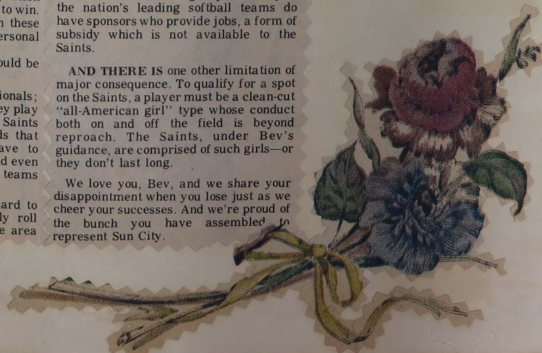 to win.
these
ersonal
ould be
ionals;
ey play
Saints
ds that
ave to
d even
teams
ard to
ly roll
e area
the nation's leading softball teams do
have sponsors who provide jobs, a form of
subsidy which is not available to the
Saints.
AND THERE IS one other limitation of
major consequence. To qualify for a spot
on the Saints, a player must be a clean-cut
"all-American girl" type whose conduct
both on and off the field is beyond
reproach. The Saints, under Bev's
guidance, are comprised of such girls—or
they don't last long.
We love you, Bev, and we share your
disappointment when you lose just as we
cheer your successes. And we're proud of
the bunch you have assembled to
represent Sun City.